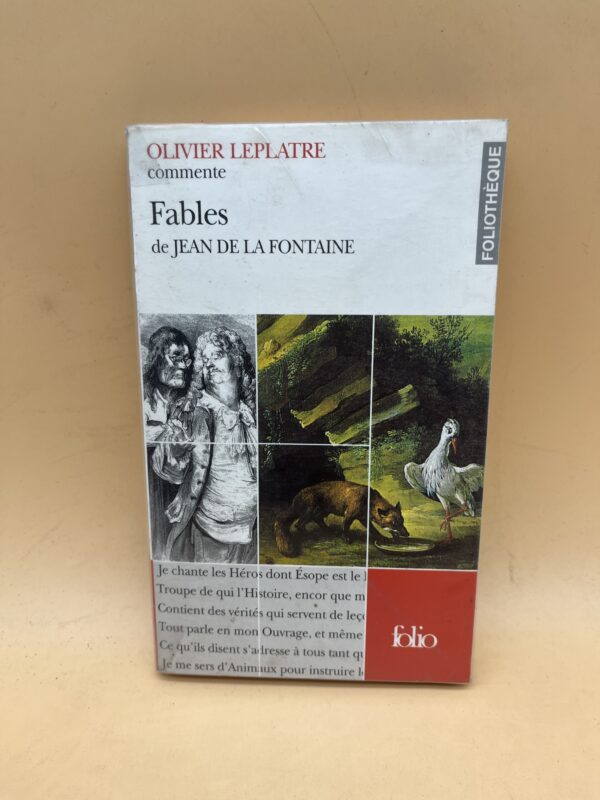 OLIVIER LEPLATRE
commente
Fables
de JEAN DE LA FONTAINE
FOLIOTHÈQUE
Je chante les Héros dont Ésope est le
Troupe de qui l'Histoire, encor que m
Contient des vérités qui servent de leç
Tout parle en mon Ouvrage, et même
Ce qu'ils disent s'adresse à tous tant qu
Je me sers d'Animaux pour instruire l
folio